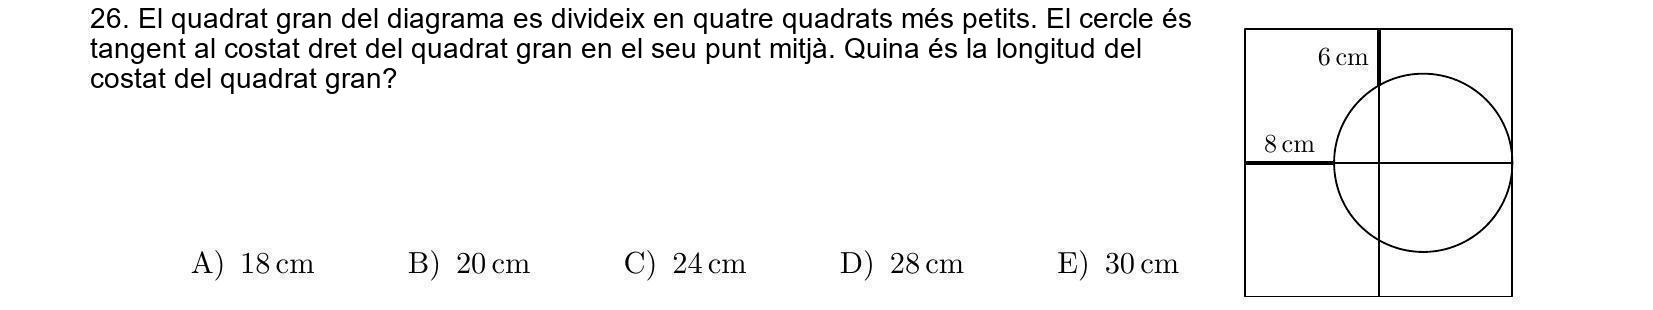 26. El quadrat gran del diagrama es divideix en quatre quadrats més petits. El cercle és
tangent al costat dret del quadrat gran en el seu punt mitjà. Quina és la longitud del
costat del quadrat gran?
6 cm
8 cm
A) 18 cm B) 20 cm C) 24 cm D) 28 cm E) 30 cm